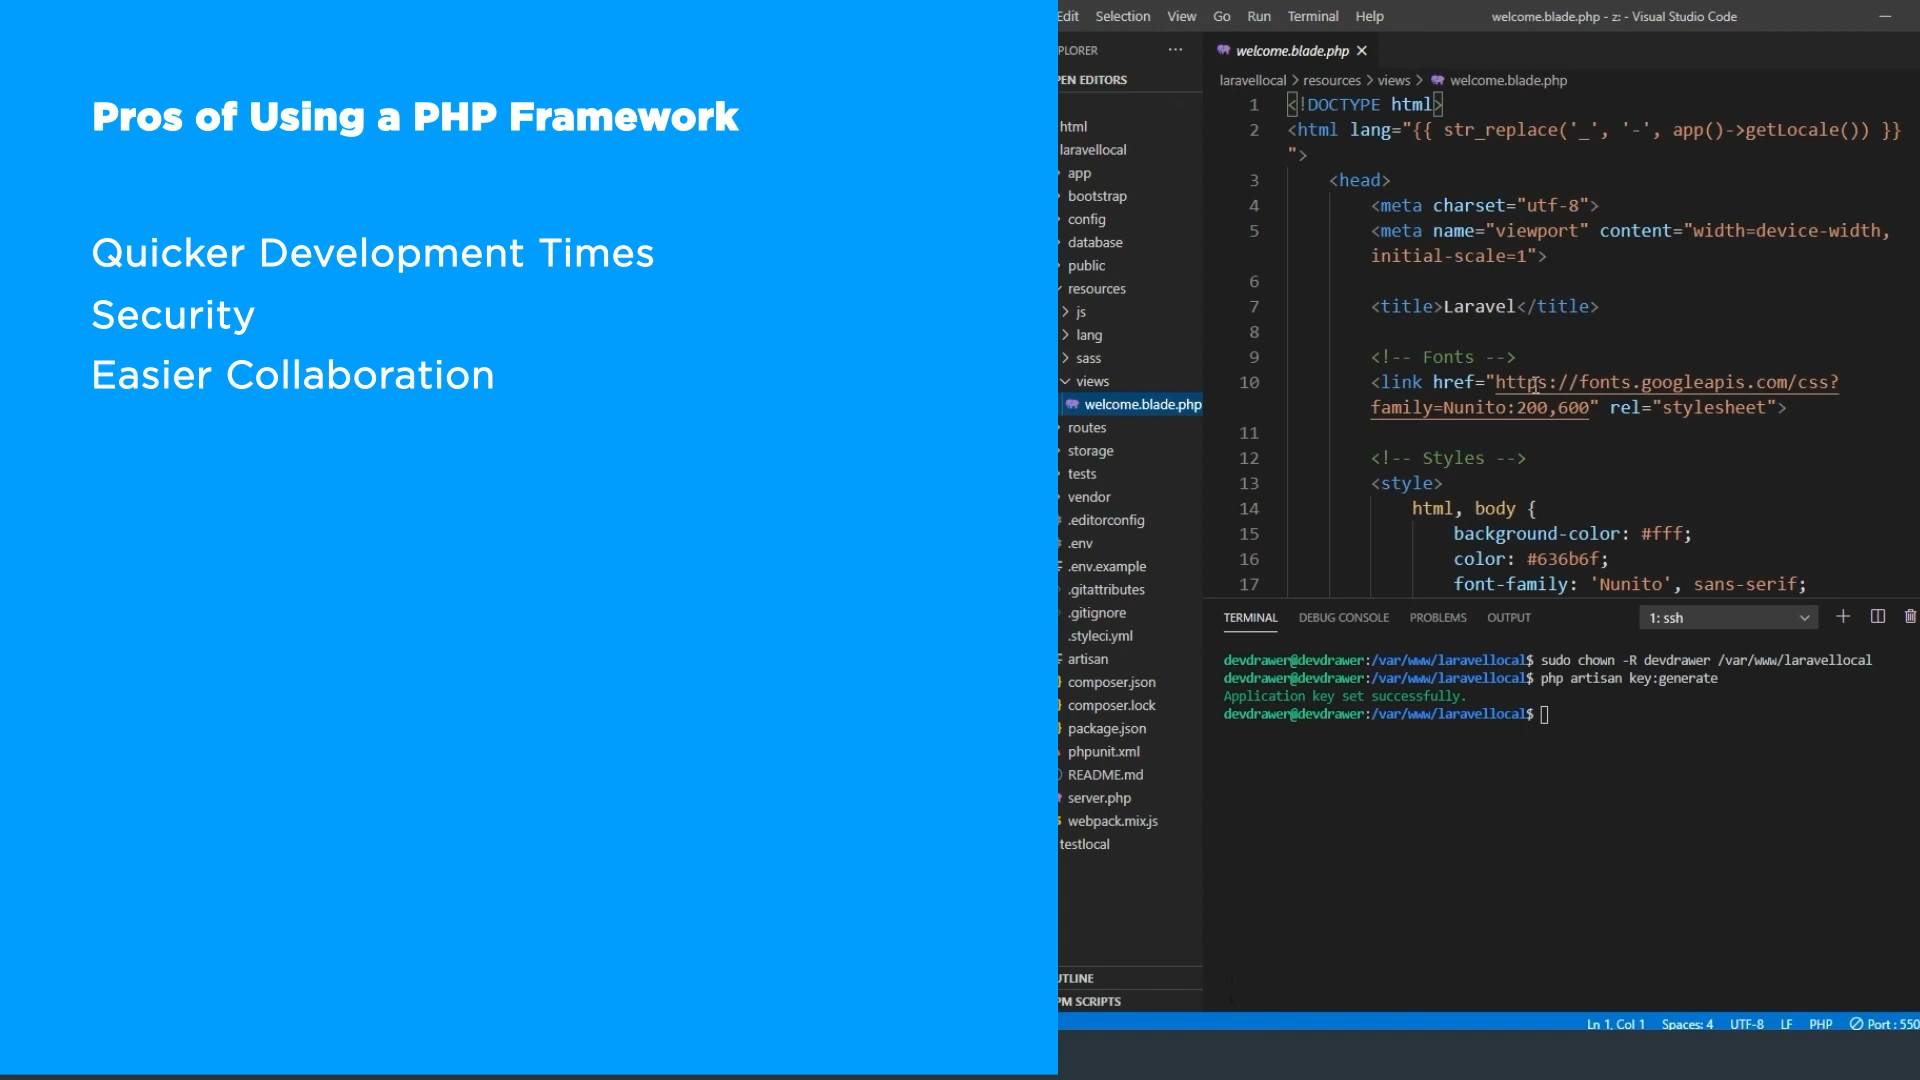 Pros of Using a PHP Framework
Quicker Development Times
Security
Easier Collaboration
Edit Selection View Go Run Terminal Help
welcome.blade.php - z: - Visual Studio Code
PLORER
EN EDITORS
html
laravellocal
app
bootstrap
config
database
public
resources
js
lang
sass
views
welcome.blade.php
routes
storage
tests
vendor
.editorconfig
.env
.env.example
.gitattributes
.gitignore
.styleci.yml
artisan
composer.json
composer.lock
package.json
phpunit.xml
README.md
server.php
webpack.mix.js
testlocal
UTLINE
PM SCRIPTS
welcome.blade.php
laravellocal > resources > views > welcome.blade.php
1 <!DOCTYPE html>
2 <html lang="{{ str_replace('_', '-', app()->getLocale()) }}
">
3 <head>
4 <meta charset="utf-8">
5 <meta name="viewport" content="width=device-width,
initial-scale=1">
6
7 <title>Laravel</title>
8
9 <!-- Fonts -->
10 <link href="https://fonts.googleapis.com/css?
family=Nunito:200,600" rel="stylesheet">
11
12 <!-- Styles -->
13 <style>
14 html, body {
15 background-color: #fff;
16 color: #636b6f;
17 font-family: 'Nunito', sans-serif;
TERMINAL DEBUG CONSOLE PROBLEMS OUTPUT 1: ssh
devdrawer@devdrawer:/var/www/laravellocal$ sudo chown -R devdrawer /var/www/laravellocal
devdrawer@devdrawer:/var/www/laravellocal$ php artisan key:generate
Application key set successfully.
devdrawer@devdrawer:/var/www/laravellocal$
Ln 1, Col 1 Spaces: 4 UTF-8 LF PHP Port : 550